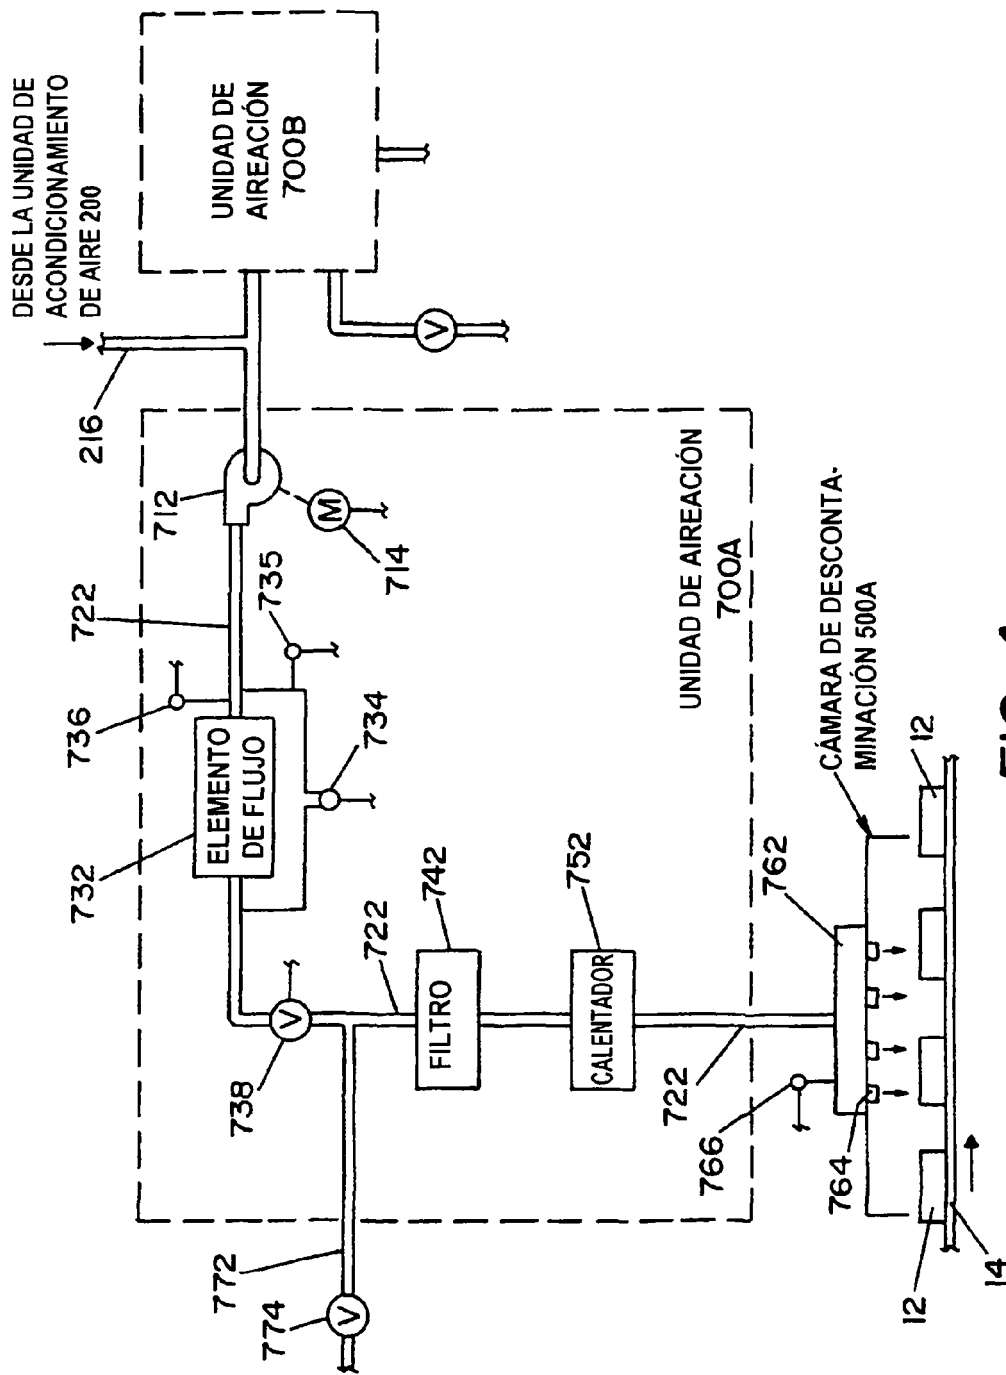 DESDE LA UNIDAD DE
ACONDICIONAMIENTO
DE AIRE 200
216
722
736
732
712
738
772
774
ELEMENTO
DE FLUJO
UNIDAD DE
AIREACIÓN
700B
735
734
714
M
V
V
V
722
742
FILTRO
752
CALENTADOR
722
UNIDAD DE AIREACIÓN
700A
766
762
764
CÁMARA DE DESCONTA-
MINACIÓN 500A
12
12
14